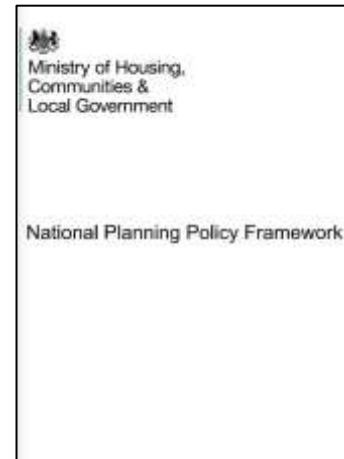 Ministry of Housing,
Communities &
Local Government
National Planning Policy Framework